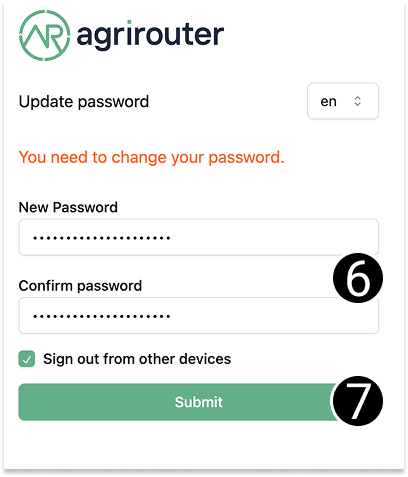 AR agrirouter
Update password
en
You need to change your password.
New Password
•••••••••••••••••••••
6
Confirm password
•••••••••••••••••••••
Sign out from other devices
Submit
7